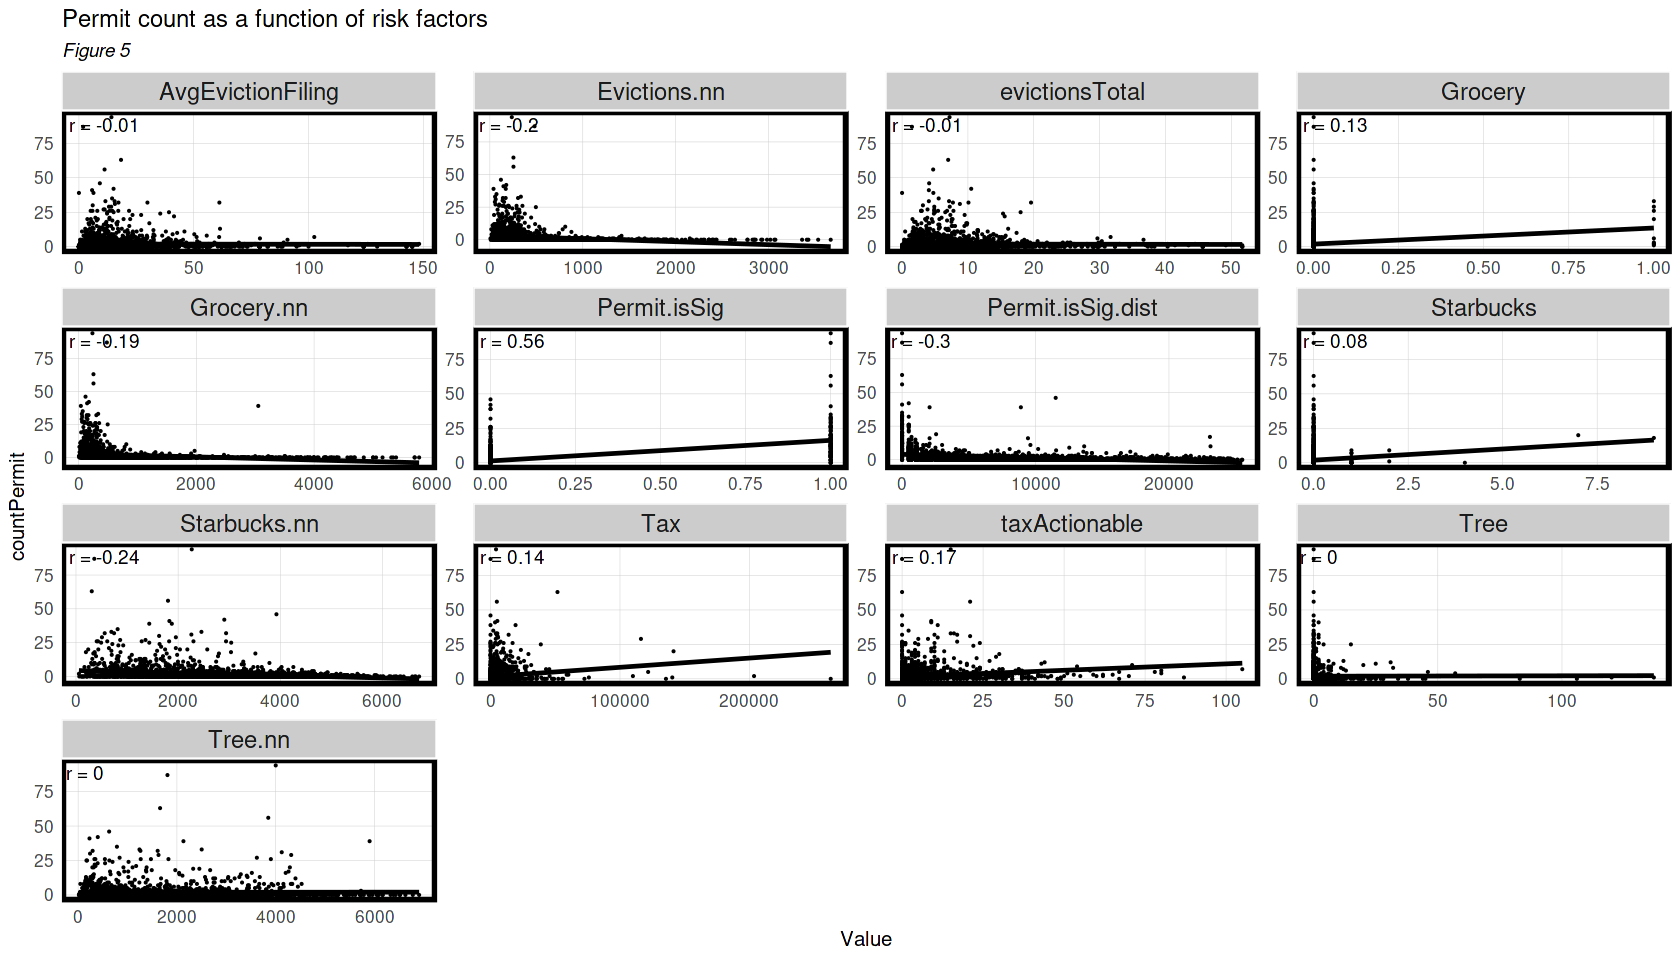 Permit count as a function of risk factors
Figure 5
AvgEvictionFiling
Evictions.nn
evictionsTotal
Grocery
r = -0.01
r = -0.2
r = -0.01
r = 0.13
75
50
25
0
75
50
25
0
75
50
25
0
75
50
25
0
0 50 100 150
0 1000 2000 3000
0 10 20 30 40 50
0.00 0.25 0.50 0.75 1.00
Grocery.nn
Permit.isSig
Permit.isSig.dist
Starbucks
r = -0.19
r = 0.56
r = -0.3
r = 0.08
75
50
25
0
75
50
25
0
75
50
25
0
75
50
25
0
0 2000 4000 6000
0.00 0.25 0.50 0.75 1.00
0 10000 20000
0.0 2.5 5.0 7.5
countPermit
Starbucks.nn
Tax
taxActionable
Tree
r = -0.24
r = 0.14
r = 0.17
r = 0
75
50
25
0
75
50
25
0
75
50
25
0
75
50
25
0
0 2000 4000 6000
0 100000 200000
0 25 50 75 100
0 50 100
Tree.nn
r = 0
75
50
25
0
0 2000 4000 6000
Value